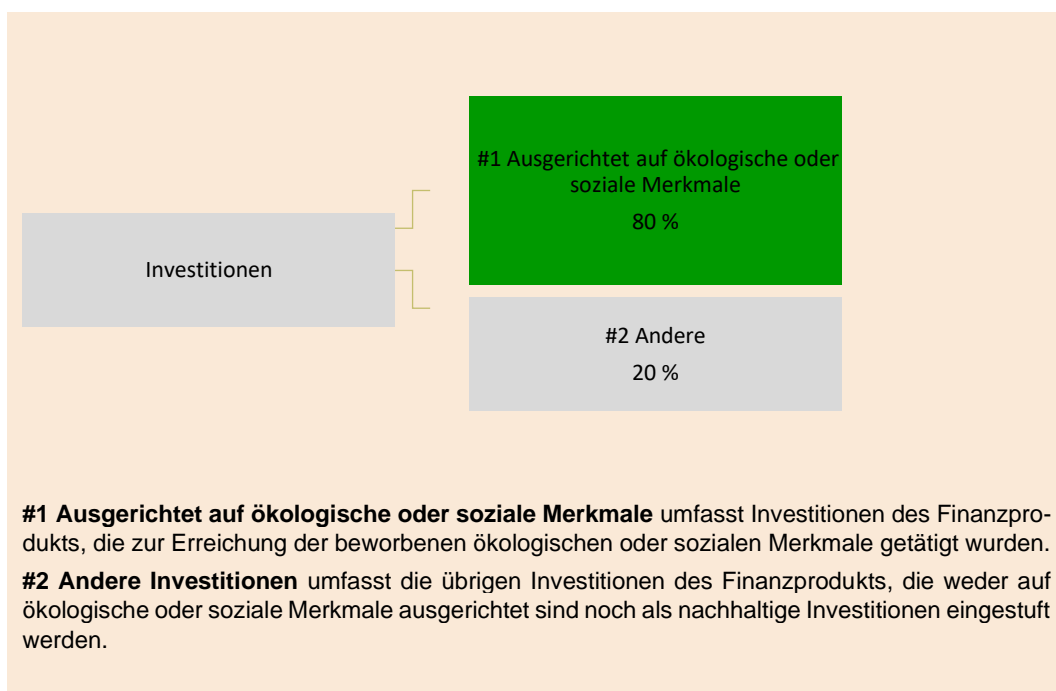 #1 Ausgerichtet auf ökologische oder
soziale Merkmale
80 %
Investitionen
#2 Andere
20 %
#1 Ausgerichtet auf ökologische oder soziale Merkmale umfasst Investitionen des Finanzpro-
dukts, die zur Erreichung der beworbenen ökologischen oder sozialen Merkmale getätigt wurden.
#2 Andere Investitionen umfasst die übrigen Investitionen des Finanzprodukts, die weder auf
ökologische oder soziale Merkmale ausgerichtet sind noch als nachhaltige Investitionen eingestuft
werden.